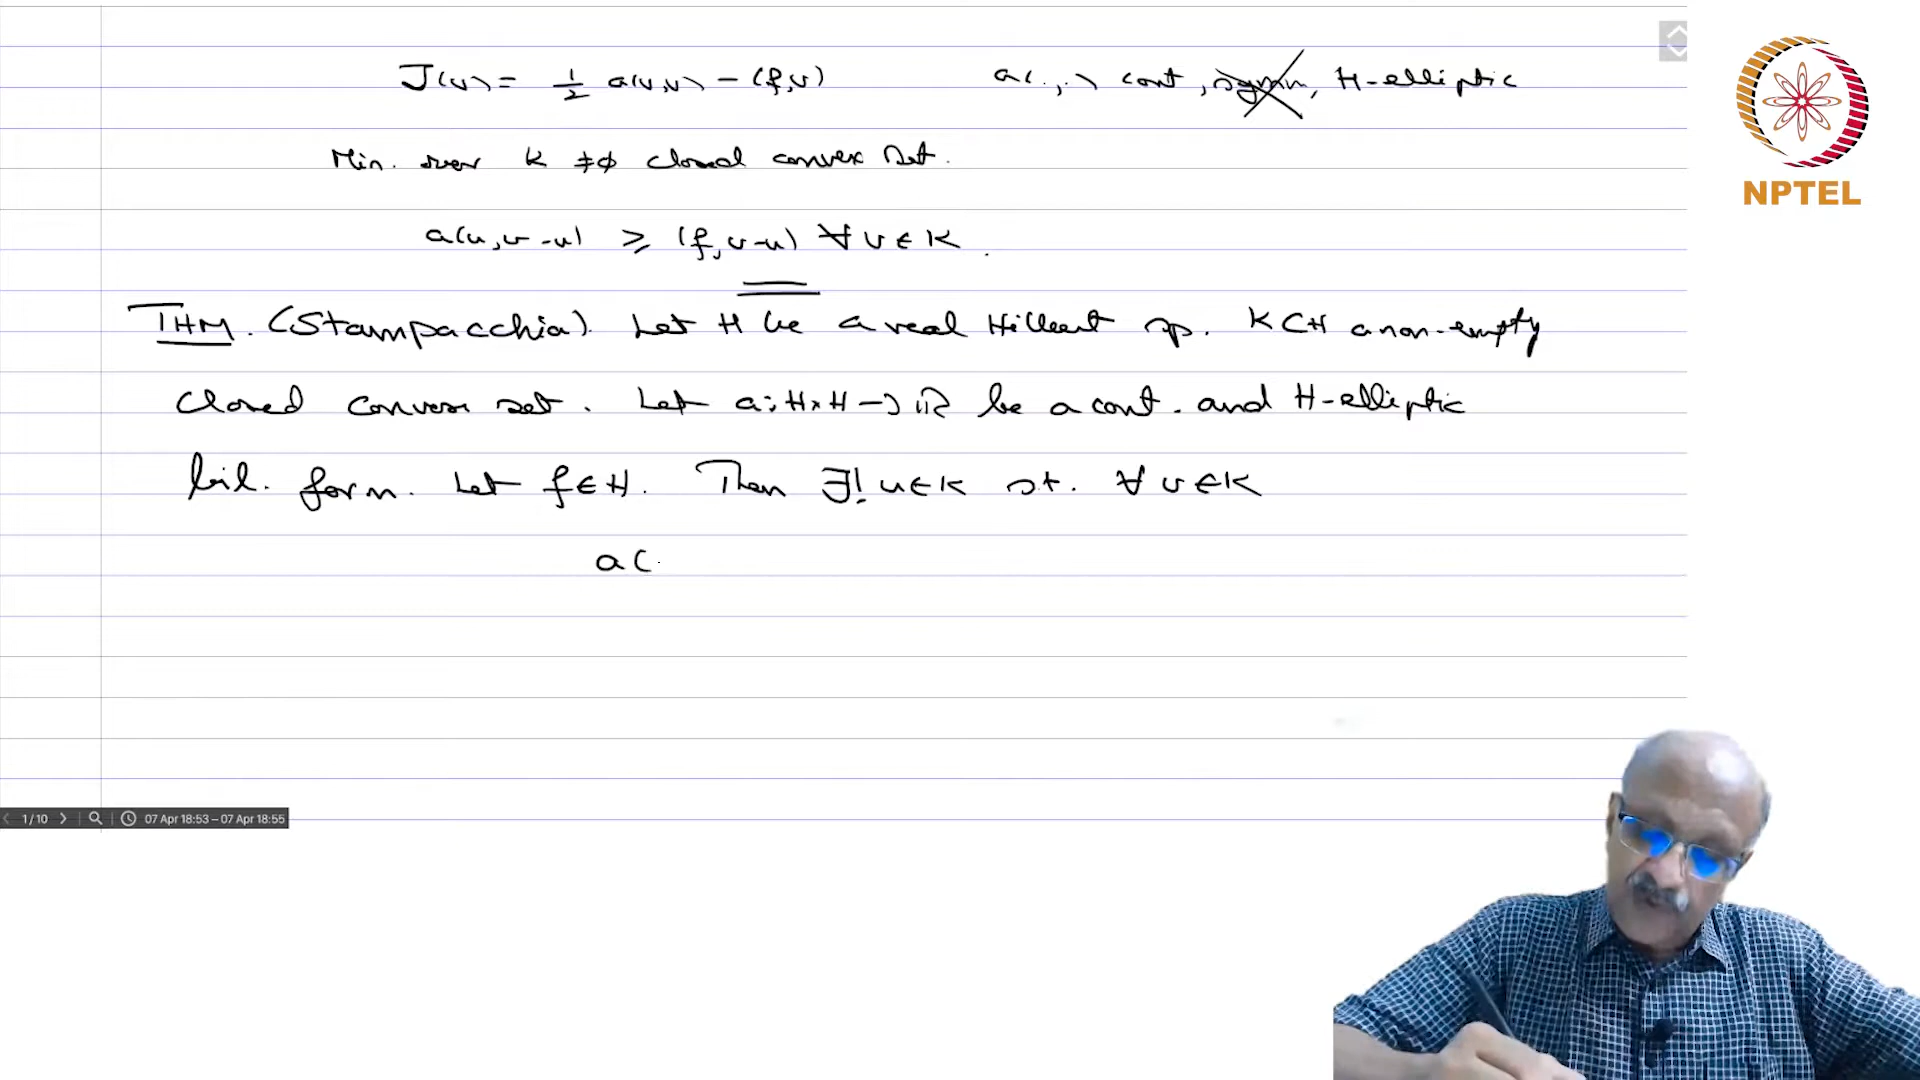 J(v) = 1/2 a(v,v) - (f,v) a(.,.) cont, symm, H-elliptic
Min. over K ≠ φ closed convex set.
a(u,v-u) ≥ (f,v-u) ∀ v ∈ K.
THM. (Stampacchia). Let H be a real Hilbert sp. K ⊂ H a non-empty
closed convex set. Let a: H×H → ℝ be a cont. and H-elliptic
bil. form. Let f ∈ H. Then ∃! u ∈ K s.t. ∀ v ∈ K
a(
NPTEL
1/10 07 Apr 18:53 – 07 Apr 18:55